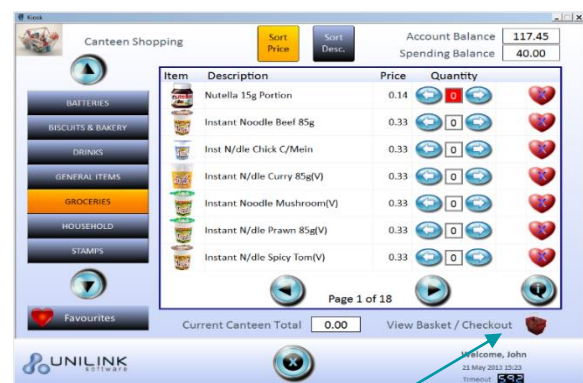 Kiosk
Canteen Shopping
Sort Price
Sort Desc.
Account Balance 117.45
Spending Balance 40.00
Item Description Price Quantity
BATTERIES
BISCUITS & BAKERY
DRINKS
GENERAL ITEMS
GROCERIES
HOUSEHOLD
STAMPS
Favourites
Nutella 15g Portion 0.14 0
Instant Noodle Beef 85g 0.33 0
Inst N/dle Chick C/Mein 0.33 0
Instant N/dle Curry 85g(V) 0.33 0
Instant Noodle Mushroom(V) 0.33 0
Instant N/dle Prawn 85g(V) 0.33 0
Instant N/dle Spicy Tom(V) 0.33 0
Page 1 of 18
Current Canteen Total 0.00 View Basket / Checkout
UNILINK
software
Welcome, John
21 May 2013 15:23
Timeout 592